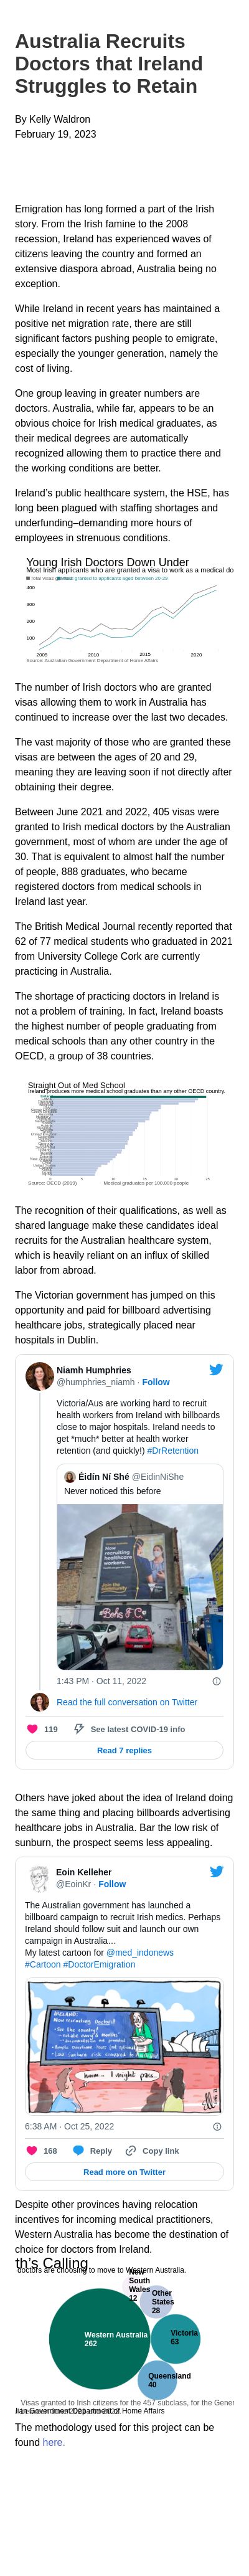 Australia Recruits
Doctors that Ireland
Struggles to Retain
By Kelly Waldron
February 19, 2023
Emigration has long formed a part of the Irish
story. From the Irish famine to the 2008
recession, Ireland has experienced waves of
citizens leaving the country and formed an
extensive diaspora abroad, Australia being no
exception.
While Ireland in recent years has maintained a
positive net migration rate, there are still
significant factors pushing people to emigrate,
especially the younger generation, namely the
cost of living.
One group leaving in greater numbers are
doctors. Australia, while far, appears to be an
obvious choice for Irish medical graduates, as
their medical degrees are automatically
recognized allowing them to practice there and
the working conditions are better.
Ireland's public healthcare system, the HSE, has
long been plagued with staffing shortages and
underfunding–demanding more hours of
employees in strenuous conditions.
Young Irish Doctors Down Under
Most Irish applicants who are granted a visa to work as a medical do
Total visas granted to applicants aged between 20-29
400
300
200
100
2005 2010 2015 2020
Source: Australian Government Department of Home Affairs
The number of Irish doctors who are granted
visas allowing them to work in Australia has
continued to increase over the last two decades.
The vast majority of those who are granted these
visas are between the ages of 20 and 29,
meaning they are leaving soon if not directly after
obtaining their degree.
Between June 2021 and 2022, 405 visas were
granted to Irish medical doctors by the Australian
government, most of whom are under the age of
30. That is equivalent to almost half the number
of people, 888 graduates, who became
registered doctors from medical schools in
Ireland last year.
The British Medical Journal recently reported that
62 of 77 medical students who graduated in 2021
from University College Cork are currently
practicing in Australia.
The shortage of practicing doctors in Ireland is
not a problem of training. In fact, Ireland boasts
the highest number of people graduating from
medical schools than any other country in the
OECD, a group of 38 countries.
Straight Out of Med School
Ireland produces more medical school graduates than any other OECD country.
0 5 10 15 20 25
Source: OECD (2019) Medical graduates per 100,000 people
The recognition of their qualifications, as well as
shared language make these candidates ideal
recruits for the Australian healthcare system,
which is heavily reliant on an influx of skilled
labor from abroad.
The Victorian government has jumped on this
opportunity and paid for billboard advertising
healthcare jobs, strategically placed near
hospitals in Dublin.
Niamh Humphries
@humphries_niamh · Follow
Victoria/Aus are working hard to recruit
health workers from Ireland with billboards
close to major hospitals. Ireland needs to
get *much* better at health worker
retention (and quickly!) #DrRetention
Éidín Ní Shé @EidinNiShe
Never noticed this before
Now
recruiting
healthcare
workers.
Bobs & Co
1:43 PM · Oct 11, 2022
Read the full conversation on Twitter
119 See latest COVID-19 info
Read 7 replies
Others have joked about the idea of Ireland doing
the same thing and placing billboards advertising
healthcare jobs in Australia. Bar the low risk of
sunburn, the prospect seems less appealing.
Eoin Kelleher
@EoinKr · Follow
The Australian government has launched a
billboard campaign to recruit Irish medics. Perhaps
Ireland should follow suit and launch our own
campaign in Australia…
My latest cartoon for @med_indonews
#Cartoon #DoctorEmigration
6:38 AM · Oct 25, 2022
168 Reply Copy link
Read more on Twitter
Despite other provinces having relocation
incentives for incoming medical practitioners,
Western Australia has become the destination of
choice for doctors from Ireland.
th's Calling
doctors are choosing to move to Western Australia.
New
South
Wales
12
Other
States
28
Western Australia
262
Victoria
63
Queensland
40
Visas granted to Irish citizens for the 457 subclass, for the Gener
lian Government Department of Home Affairs
The methodology used for this project can be
found here.